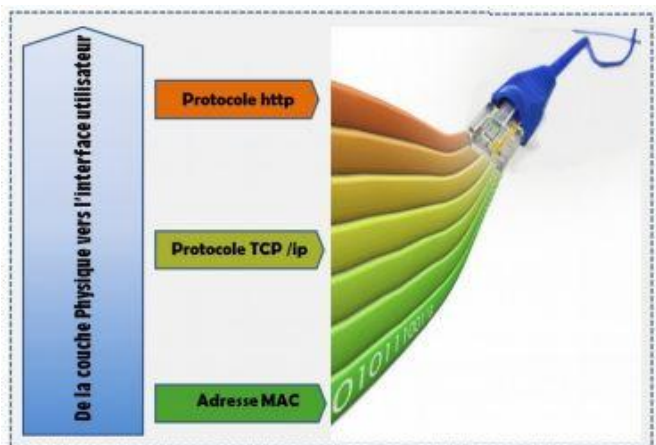 De la couche Physique vers l'interface utilisateur
Protocole http
Protocole TCP /ip
Adresse MAC